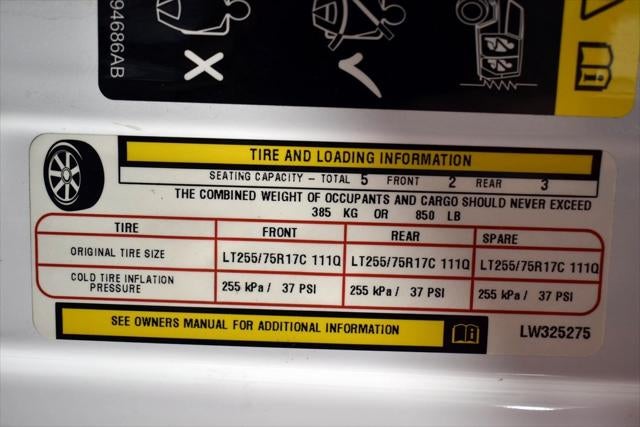 94686AB
TIRE AND LOADING INFORMATION
SEATING CAPACITY - TOTAL 5 FRONT 2 REAR 3
THE COMBINED WEIGHT OF OCCUPANTS AND CARGO SHOULD NEVER EXCEED
385 KG OR 850 LB
TIRE FRONT REAR SPARE
ORIGINAL TIRE SIZE LT255/75R17C 111Q LT255/75R17C 111Q LT255/75R17C 111Q
COLD TIRE INFLATION
PRESSURE 255 kPa / 37 PSI 255 kPa / 37 PSI 255 kPa / 37 PSI
SEE OWNERS MANUAL FOR ADDITIONAL INFORMATION
LW325275